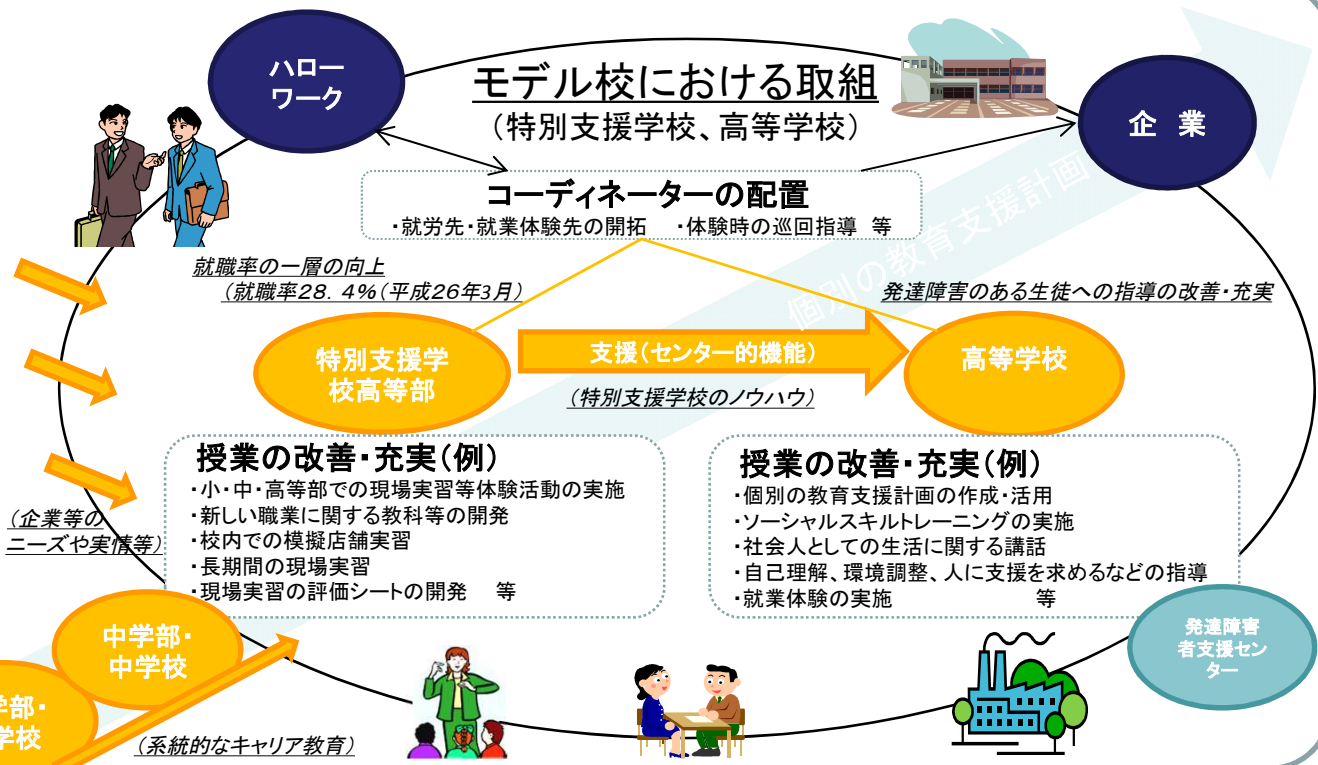 ハロー
ワーク
モデル校における取組
（特別支援学校、高等学校）
企　業
コーディネーターの配置
・就労先・就業体験先の開拓　・体験時の巡回指導　等
個別の教育支援計画
就職率の一層の向上
（就職率２８．４％（平成２６年3月）
発達障害のある生徒への指導の改善・充実
特別支援学
校高等部
支援（センター的機能）
高等学校
（特別支援学校のノウハウ）
授業の改善・充実（例）
・小・中・高等部での現場実習等体験活動の実施
・新しい職業に関する教科等の開発
・校内での模擬店舗実習
・長期間の現場実習
・現場実習の評価シートの開発　等
授業の改善・充実（例）
・個別の教育支援計画の作成・活用
・ソーシャルスキルトレーニングの実施
・社会人としての生活に関する講話
・自己理解、環境調整、人に支援を求めるなどの指導
・就業体験の実施　等
（企業等の
ニーズや実情等）
中学部・
中学校
学部・
学校
発達障害
者支援セン
ター
（系統的なキャリア教育）